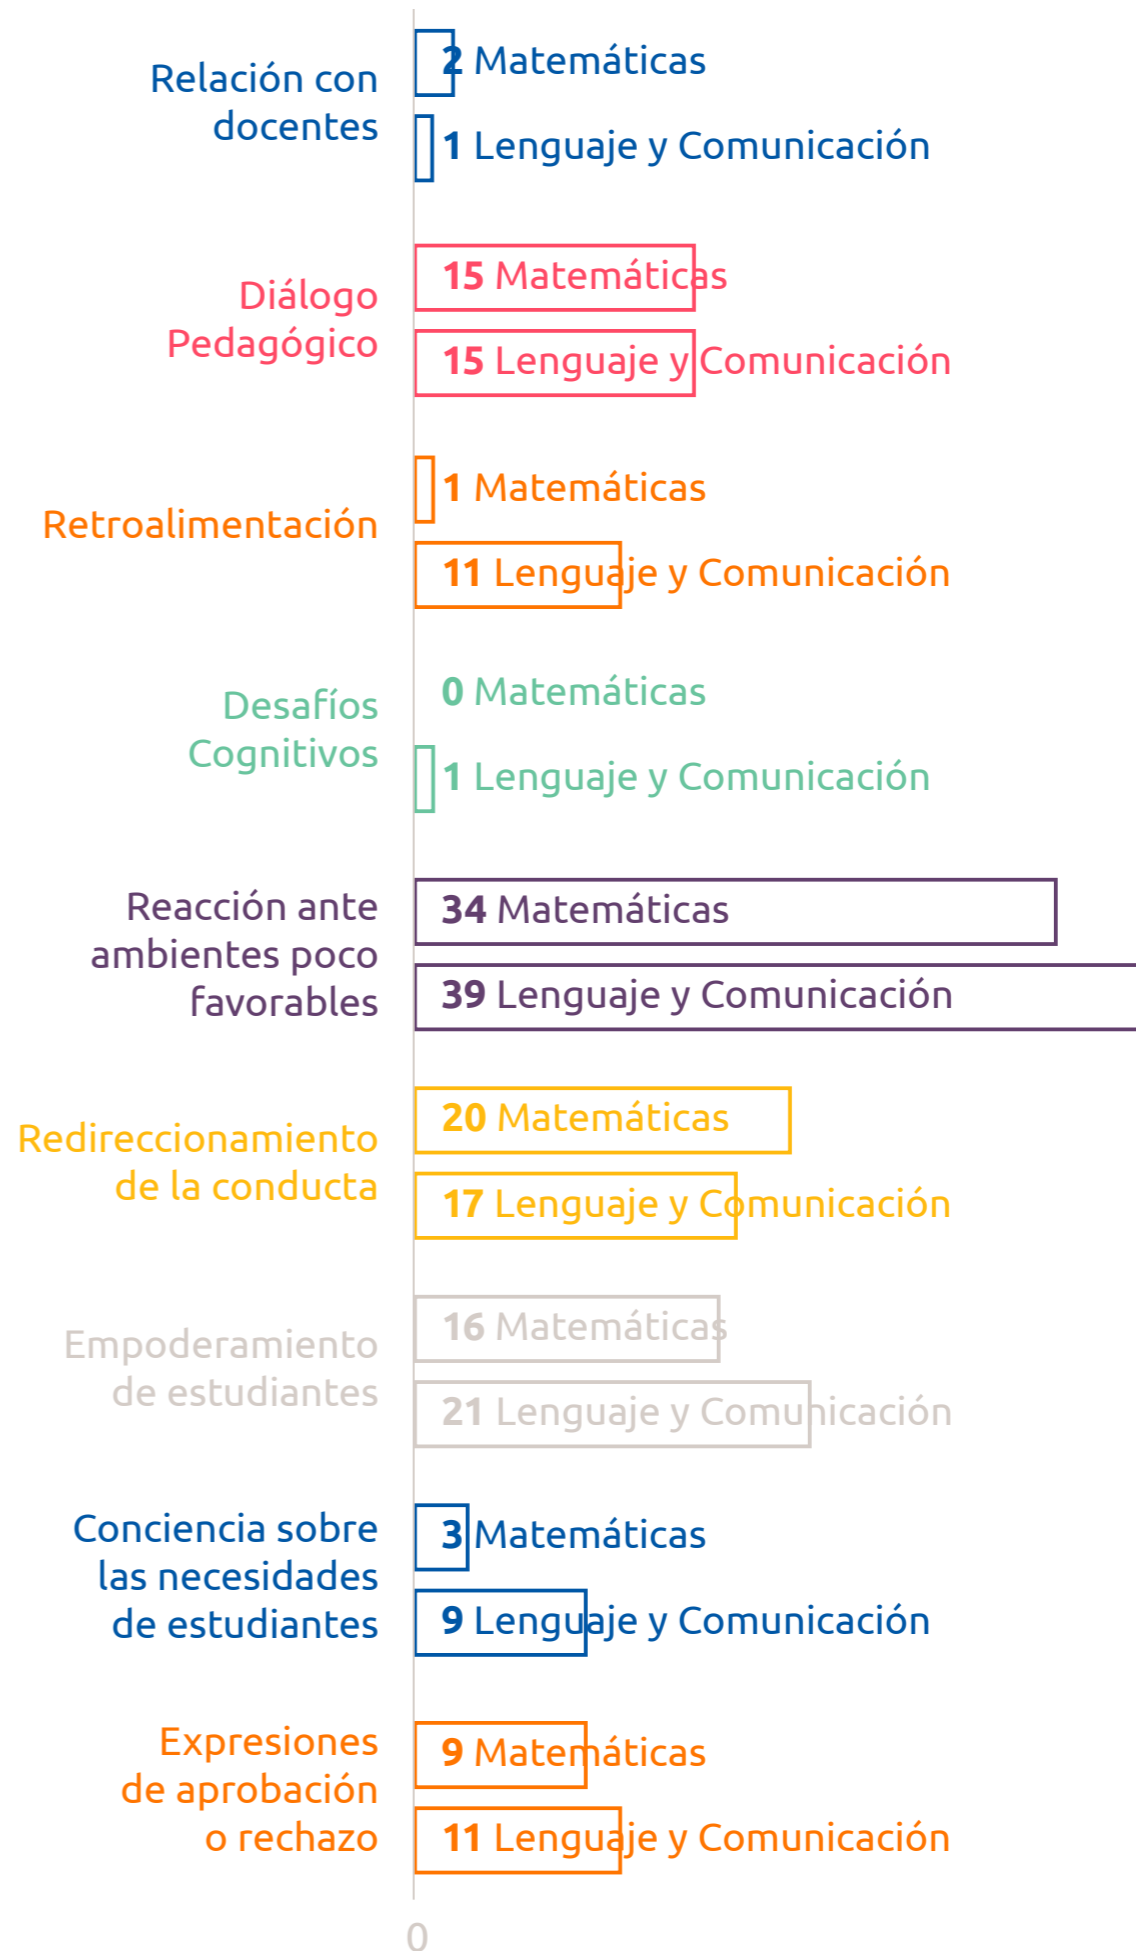 Relación con
docentes
2 Matemáticas
1 Lenguaje y Comunicación
Diálogo
Pedagógico
15 Matemáticas
15 Lenguaje y Comunicación
Retroalimentación
1 Matemáticas
11 Lenguaje y Comunicación
Desafíos
Cognitivos
0 Matemáticas
1 Lenguaje y Comunicación
Reacción ante
ambientes poco
favorables
34 Matemáticas
39 Lenguaje y Comunicación
Redireccionamiento
de la conducta
20 Matemáticas
17 Lenguaje y Comunicación
Empoderamiento
de estudiantes
16 Matemáticas
21 Lenguaje y Comunicación
Conciencia sobre
las necesidades
de estudiantes
3 Matemáticas
9 Lenguaje y Comunicación
Expresiones
de aprobación
o rechazo
9 Matemáticas
11 Lenguaje y Comunicación
0